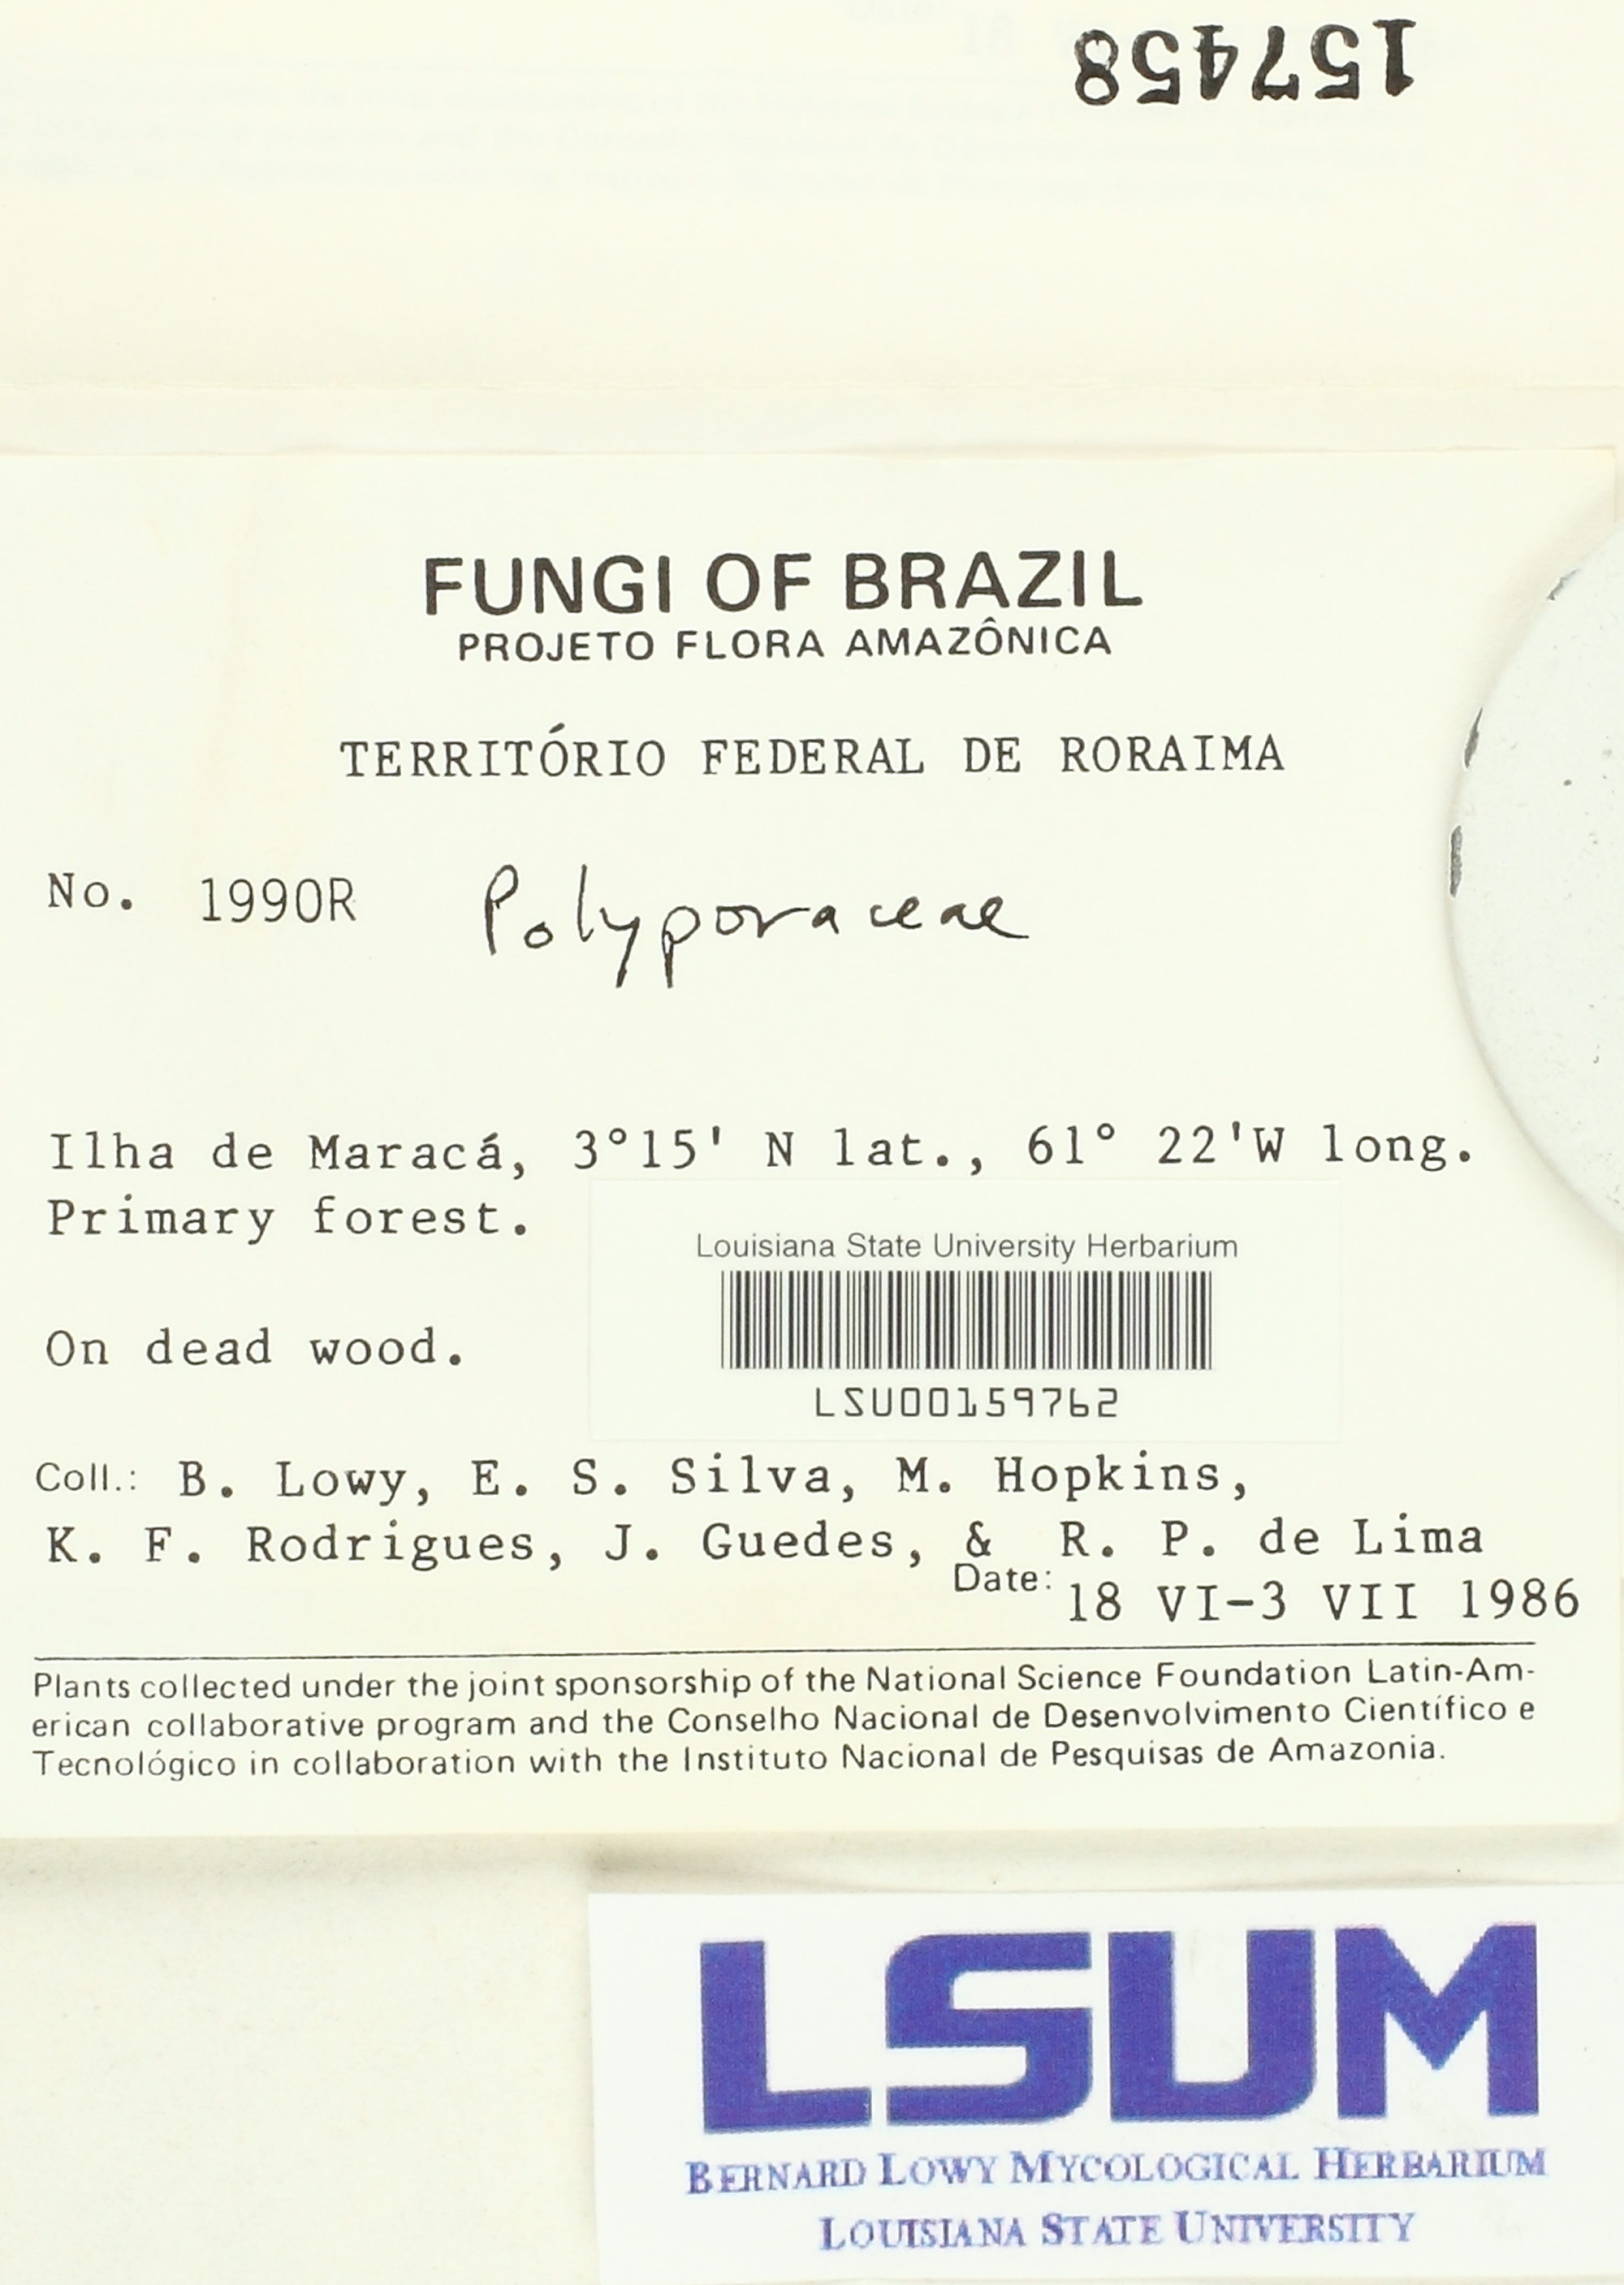 157458
FUNGI OF BRAZIL
PROJETO FLORA AMAZÔNICA
TERRITÓRIO FEDERAL DE RORAIMA
No. 1990R Polyporaceae
Ilha de Maracá, 3°15' N lat., 61° 22'W long.
Primary forest.
Louisiana State University Herbarium
On dead wood.
LSU00159762
Coll.: B. Lowy, E. S. Silva, M. Hopkins,
K. F. Rodrigues, J. Guedes, & R. P. de Lima
Date: 18 VI-3 VII 1986
Plants collected under the joint sponsorship of the National Science Foundation Latin-Am-
erican collaborative program and the Conselho Nacional de Desenvolvimento Científico e
Tecnológico in collaboration with the Instituto Nacional de Pesquisas de Amazonia.
LSUM
BERNARD LOWY MYCOLOGICAL HERBARIUM
LOUISIANA STATE UNIVERSITY